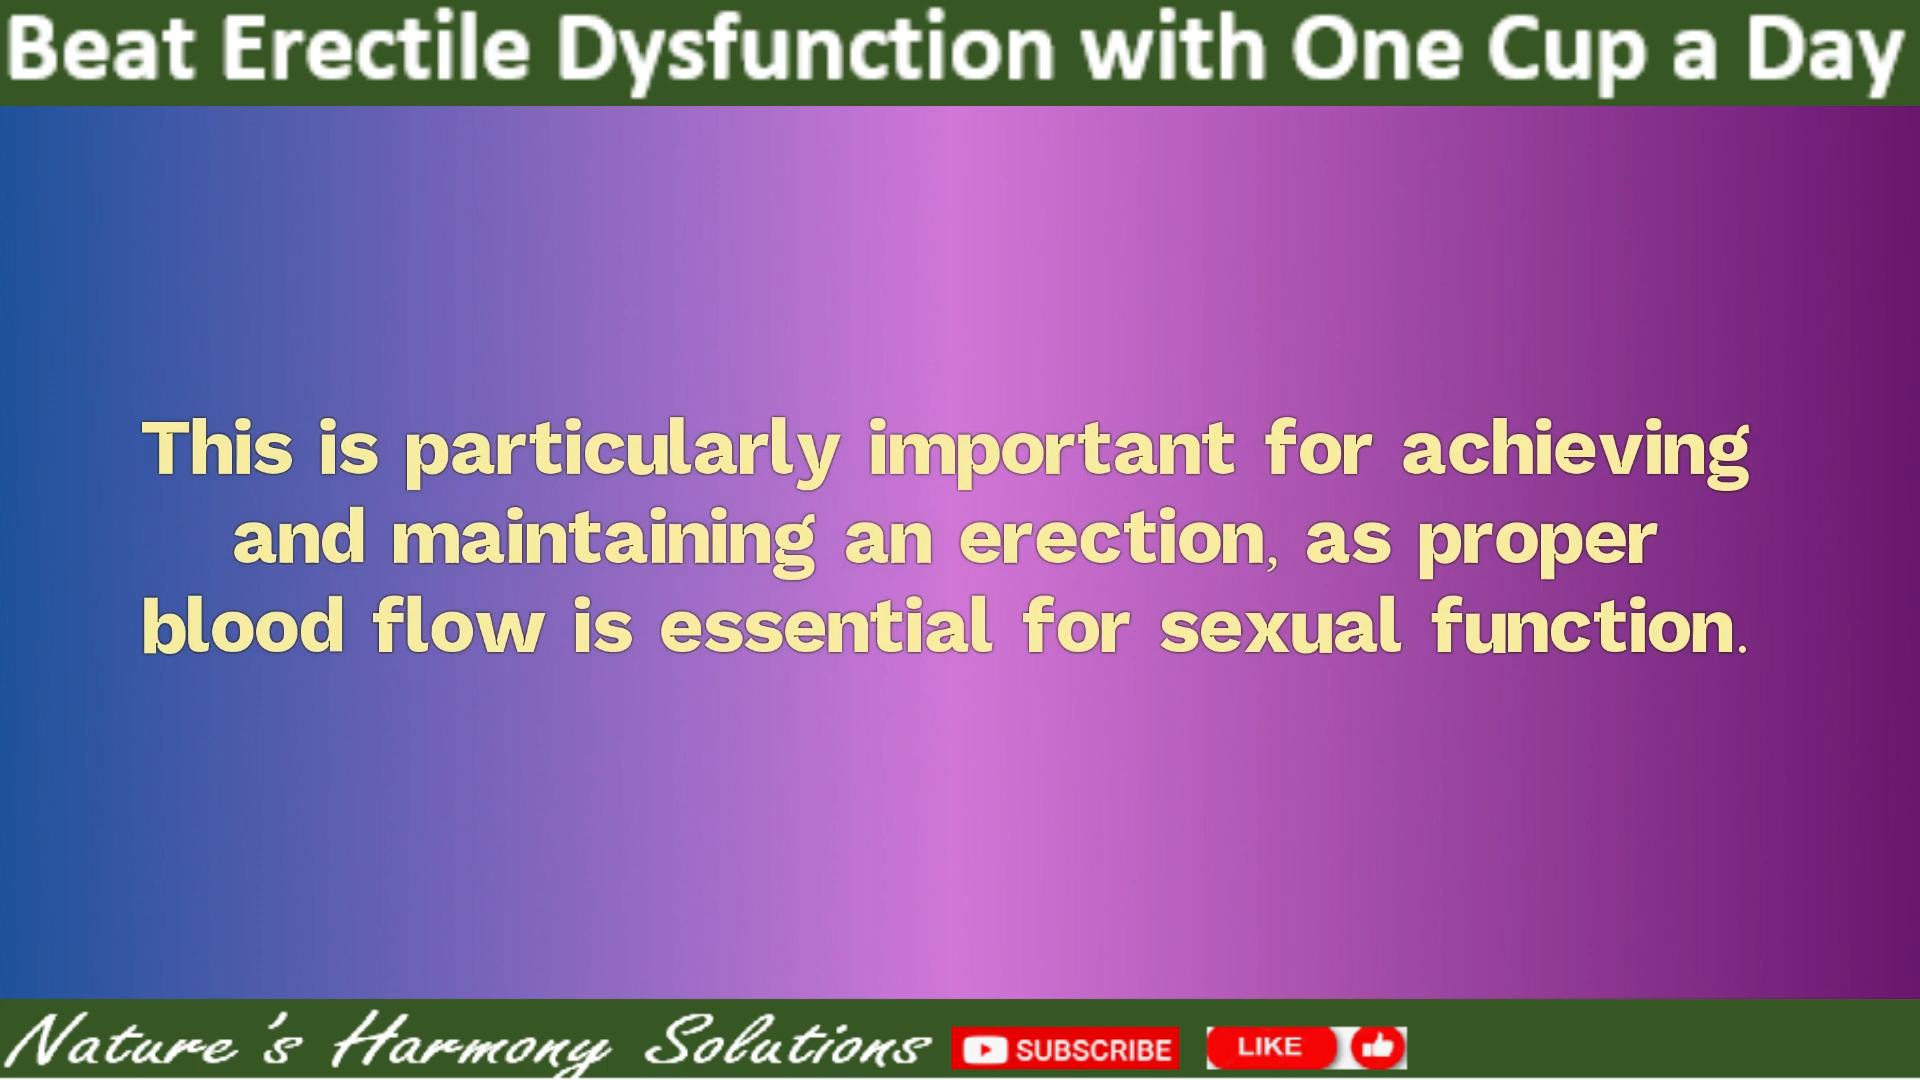 Beat Erectile Dysfunction with One Cup a Day
This is particularly important for achieving
and maintaining an erection, as proper
blood flow is essential for sexual function.
Nature's Harmony Solutions SUBSCRIBE LIKE